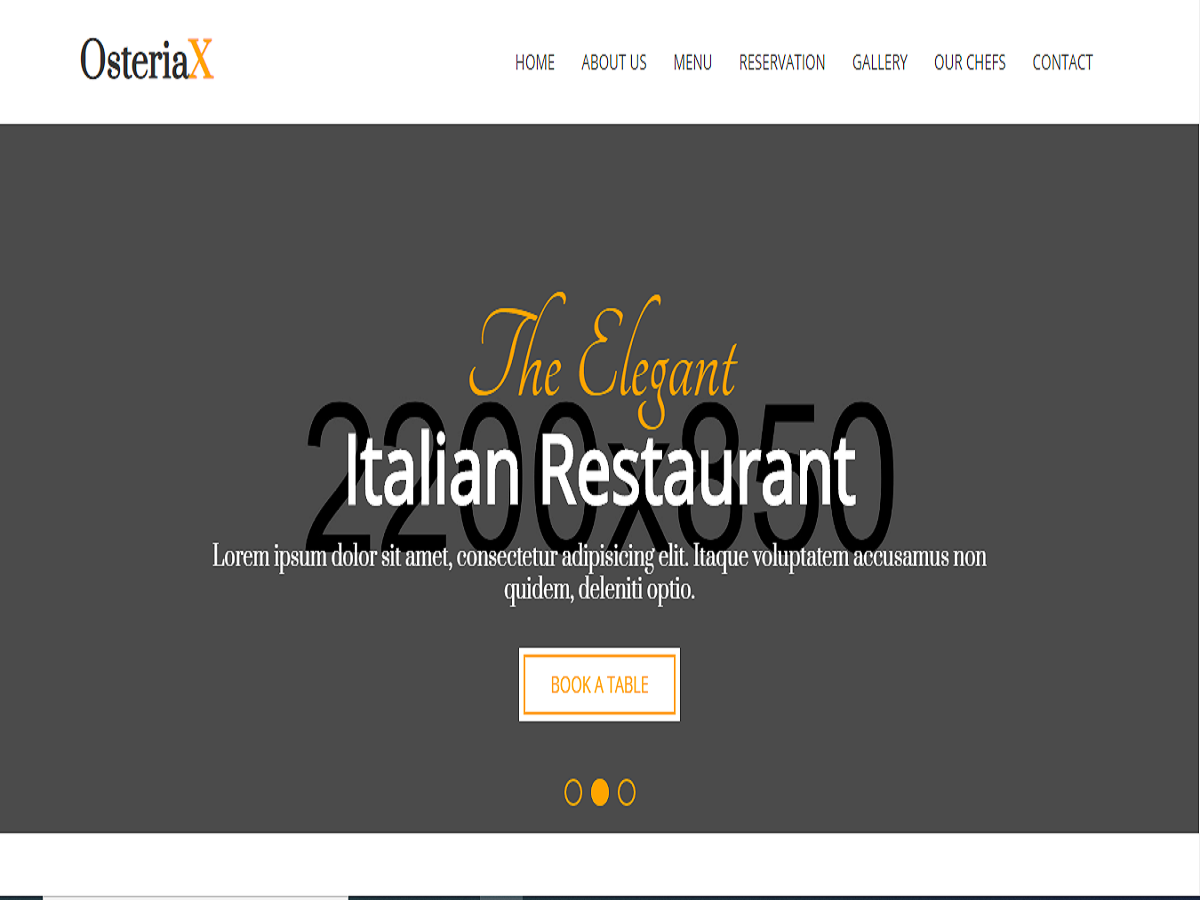 OsteriaX
HOME ABOUT US MENU RESERVATION GALLERY OUR CHEFS CONTACT
The Elegant
2200x850
Italian Restaurant
Lorem ipsum dolor sit amet, consectetur adipisicing elit. Itaque voluptatem accusamus non
quidem, deleniti optio.
BOOK A TABLE